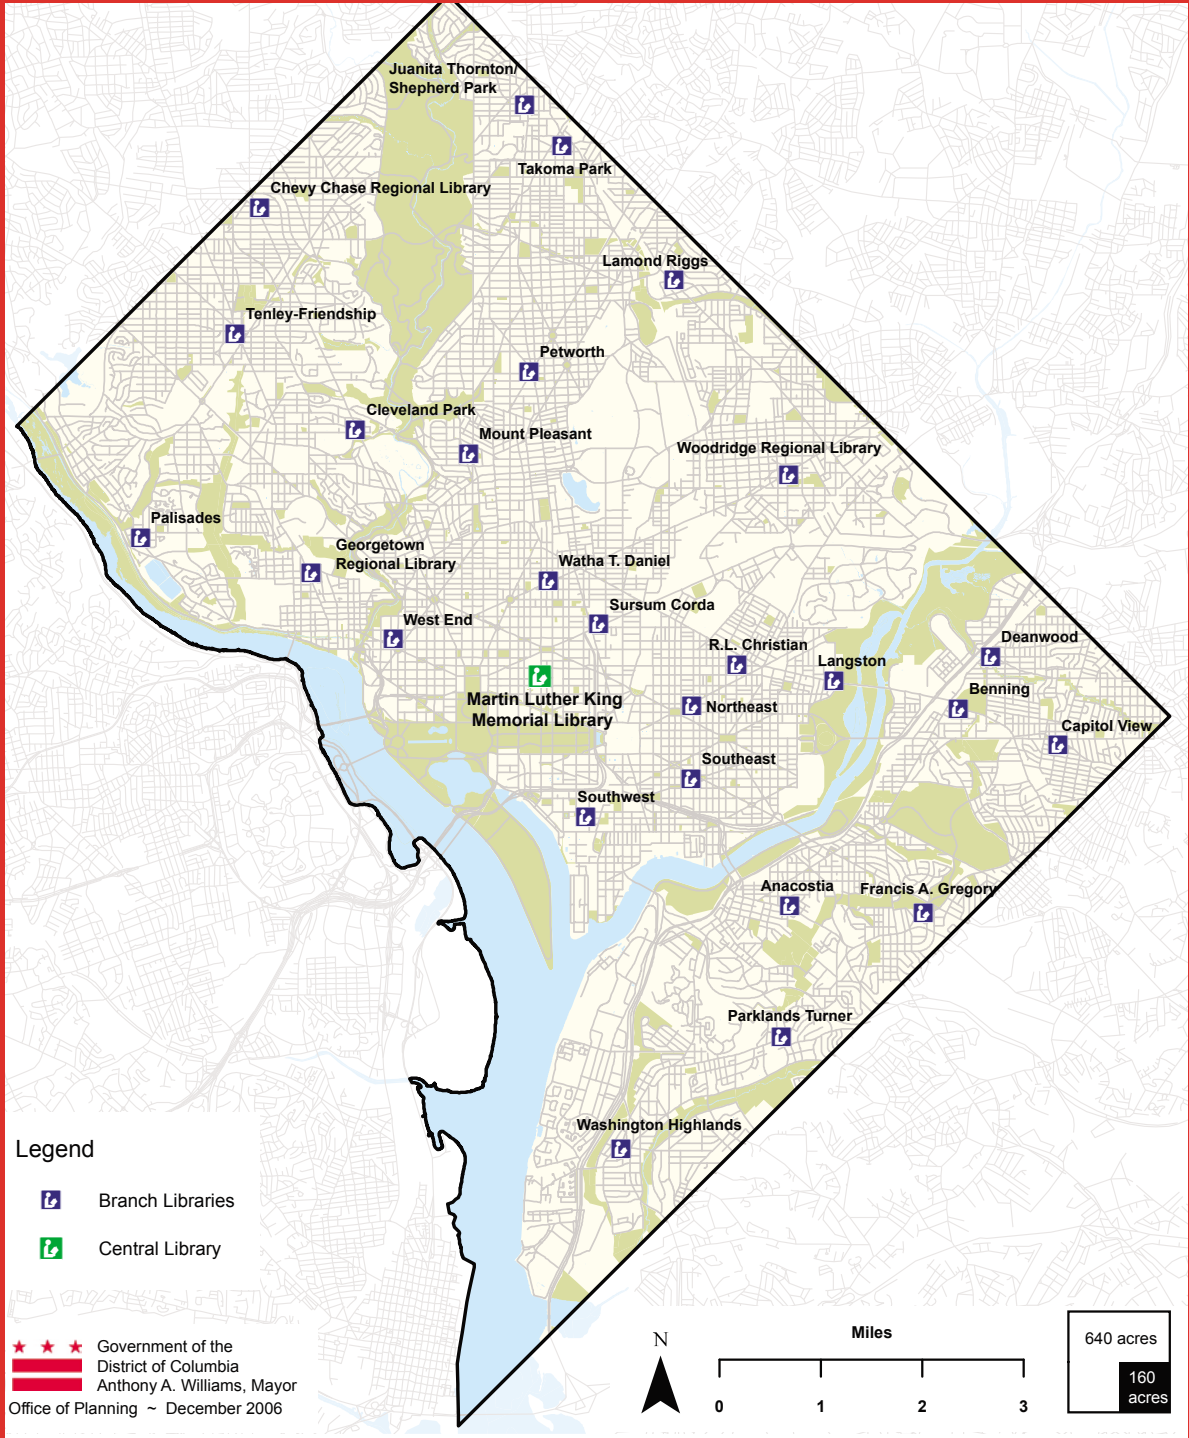 Juanita Thornton/
Shepherd Park
Takoma Park
Chevy Chase Regional Library
Lamond Riggs
Tenley-Friendship
Petworth
Cleveland Park
Mount Pleasant
Woodridge Regional Library
Palisades
Georgetown
Regional Library
Watha T. Daniel
Sursum Corda
West End
R.L. Christian
Deanwood
Langston
Martin Luther King
Memorial Library
Northeast
Benning
Capitol View
Southeast
Southwest
Anacostia
Francis A. Gregory
Parklands Turner
Washington Highlands
Legend
Branch Libraries
Central Library
Government of the
District of Columbia
Anthony A. Williams, Mayor
Office of Planning ~ December 2006
N
Miles
0 1 2 3
640 acres
160
acres